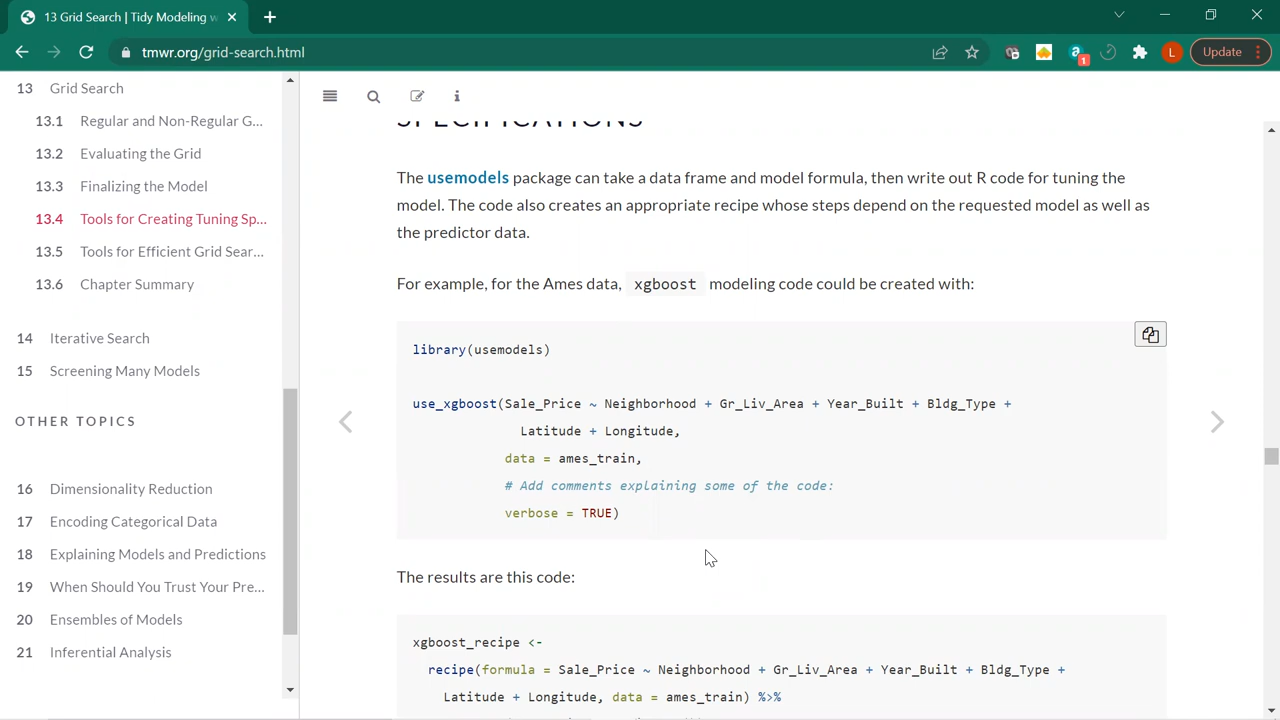 13 Grid Search | Tidy Modeling w
tmwr.org/grid-search.html
1
L
Update
13 Grid Search
13.1 Regular and Non-Regular G...
13.2 Evaluating the Grid
13.3 Finalizing the Model
13.4 Tools for Creating Tuning Sp...
13.5 Tools for Efficient Grid Sear...
13.6 Chapter Summary
14 Iterative Search
15 Screening Many Models
OTHER TOPICS
16 Dimensionality Reduction
17 Encoding Categorical Data
18 Explaining Models and Predictions
19 When Should You Trust Your Pre...
20 Ensembles of Models
21 Inferential Analysis
SPECIFICATIONS
The usemodels package can take a data frame and model formula, then write out R code for tuning the
model. The code also creates an appropriate recipe whose steps depend on the requested model as well as
the predictor data.
For example, for the Ames data, xgboost modeling code could be created with:
library(usemodels)
use_xgboost(Sale_Price ~ Neighborhood + Gr_Liv_Area + Year_Built + Bldg_Type +
Latitude + Longitude,
data = ames_train,
# Add comments explaining some of the code:
verbose = TRUE)
The results are this code:
xgboost_recipe <-
recipe(formula = Sale_Price ~ Neighborhood + Gr_Liv_Area + Year_Built + Bldg_Type +
Latitude + Longitude, data = ames_train) %>%